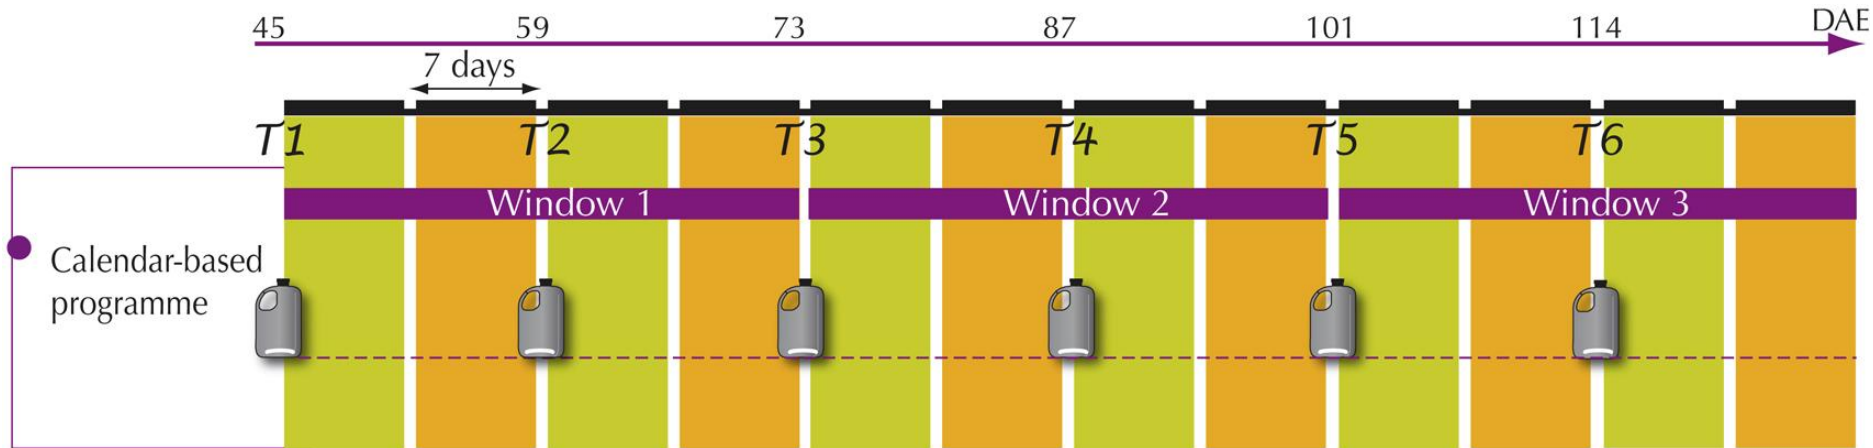 45 59 73 87 101 114 DAE
7 days
T1 T2 T3 T4 T5 T6
Window 1 Window 2 Window 3
Calendar-based
programme